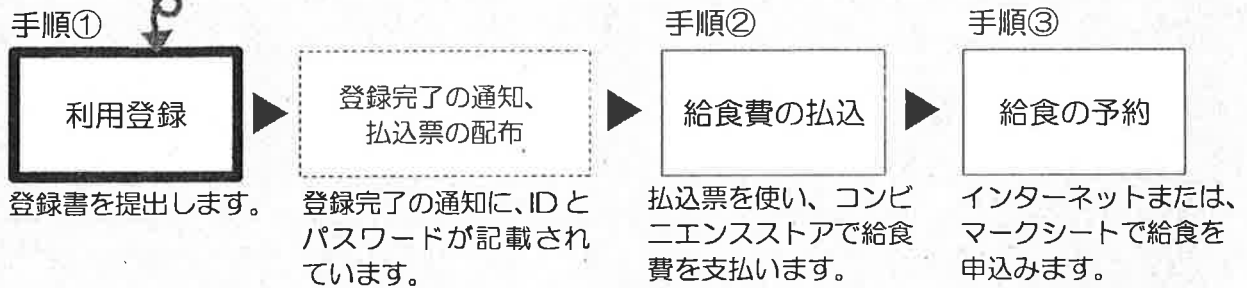 手順①
利用登録
登録書を提出します。
登録完了の通知、
払込票の配布
登録完了の通知に、IDと
パスワードが記載され
ています。
手順②
給食費の払込
払込票を使い、コンビ
ニエンスストアで給食
費を支払います。
手順③
給食の予約
インターネットまたは、
マークシートで給食を
申込みます。